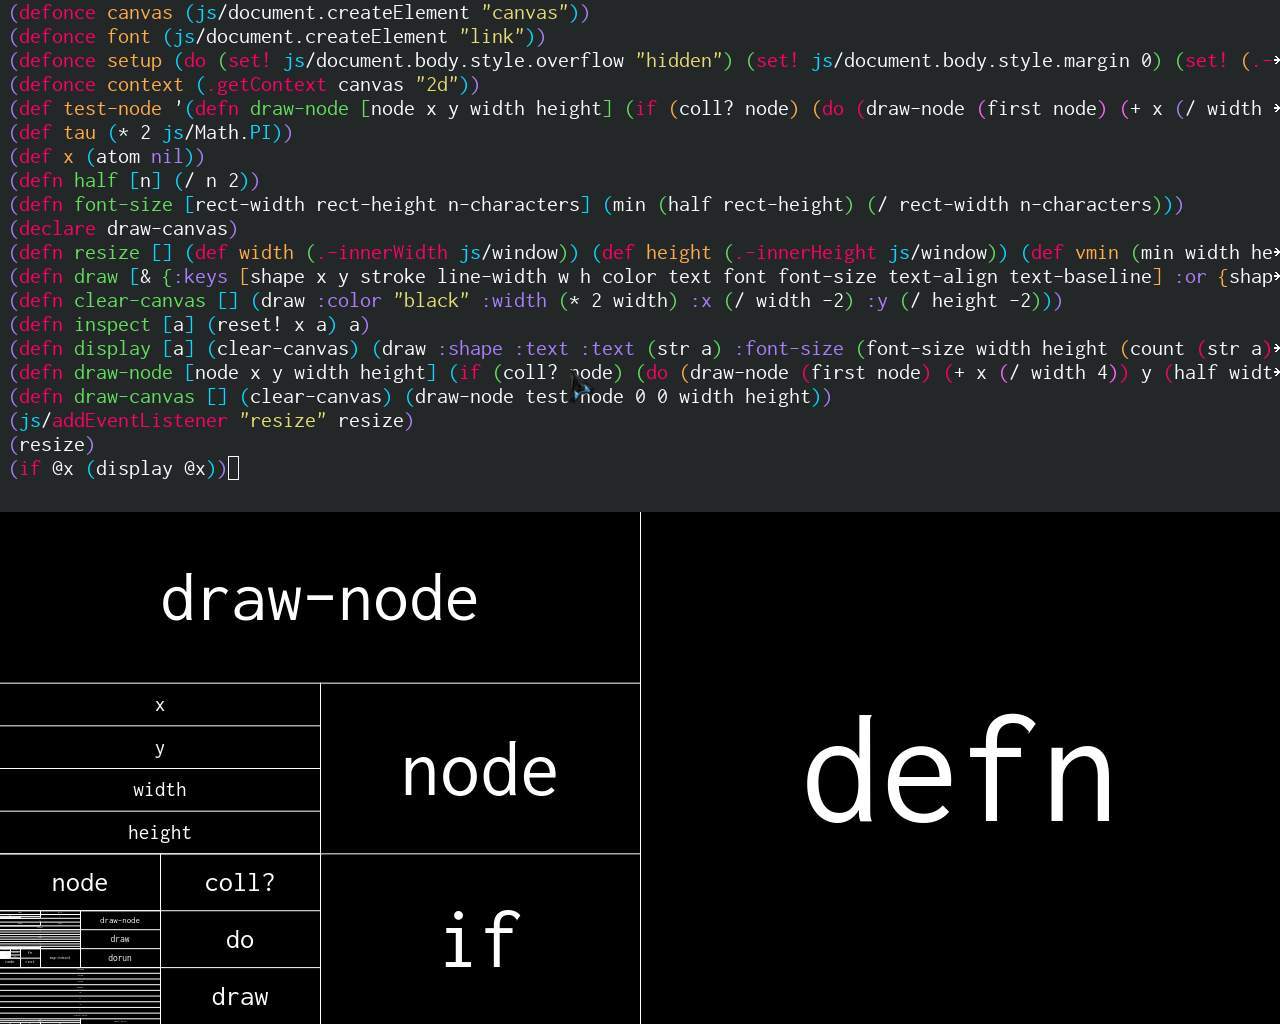 (defonce canvas (js/document.createElement "canvas"))
(defonce font (js/document.createElement "link"))
(defonce setup (do (set! js/document.body.style.overflow "hidden") (set! js/document.body.style.margin 0) (set! (.-
(defonce context (.getContext canvas "2d"))
(def test-node '(defn draw-node [node x y width height] (if (coll? node) (do (draw-node (first node) (+ x (/ width
(def tau (* 2 js/Math.PI))
(def x (atom nil))
(defn half [n] (/ n 2))
(defn font-size [rect-width rect-height n-characters] (min (half rect-height) (/ rect-width n-characters)))
(declare draw-canvas)
(defn resize [] (def width (.-innerWidth js/window)) (def height (.-innerHeight js/window)) (def vmin (min width he
(defn draw [& {:keys [shape x y stroke line-width w h color text font font-size text-align text-baseline] :or {shap
(defn clear-canvas [] (draw :color "black" :width (* 2 width) :x (/ width -2) :y (/ height -2)))
(defn inspect [a] (reset! x a) a)
(defn display [a] (clear-canvas) (draw :shape :text :text (str a) :font-size (font-size width height (count (str a)
(defn draw-node [node x y width height] (if (coll? node) (do (draw-node (first node) (+ x (/ width 4)) y (half widt
(defn draw-canvas [] (clear-canvas) (draw-node test-node 0 0 width height))
(js/addEventListener "resize" resize)
(resize)
(if @x (display @x))
draw-node
defn
x
y
width
height
node
node
coll?
if
draw-node
draw
dorun
do
draw